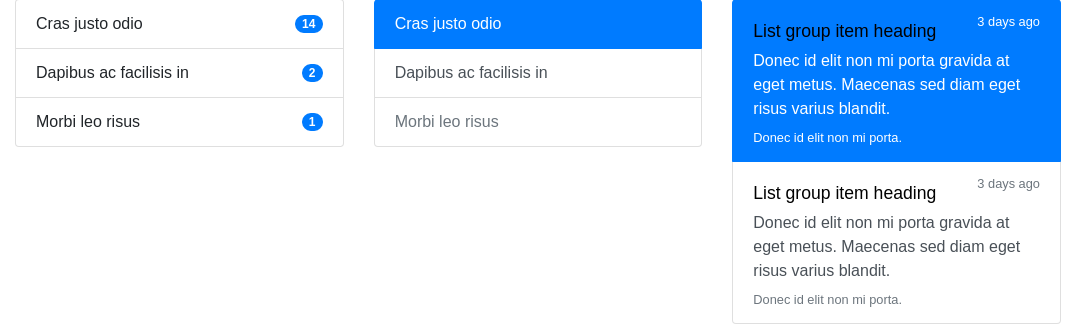 Cras justo odio 14
Dapibus ac facilisis in 2
Morbi leo risus 1
Cras justo odio
Dapibus ac facilisis in
Morbi leo risus
List group item heading 3 days ago
Donec id elit non mi porta gravida at
eget metus. Maecenas sed diam eget
risus varius blandit.
Donec id elit non mi porta.
List group item heading 3 days ago
Donec id elit non mi porta gravida at
eget metus. Maecenas sed diam eget
risus varius blandit.
Donec id elit non mi porta.